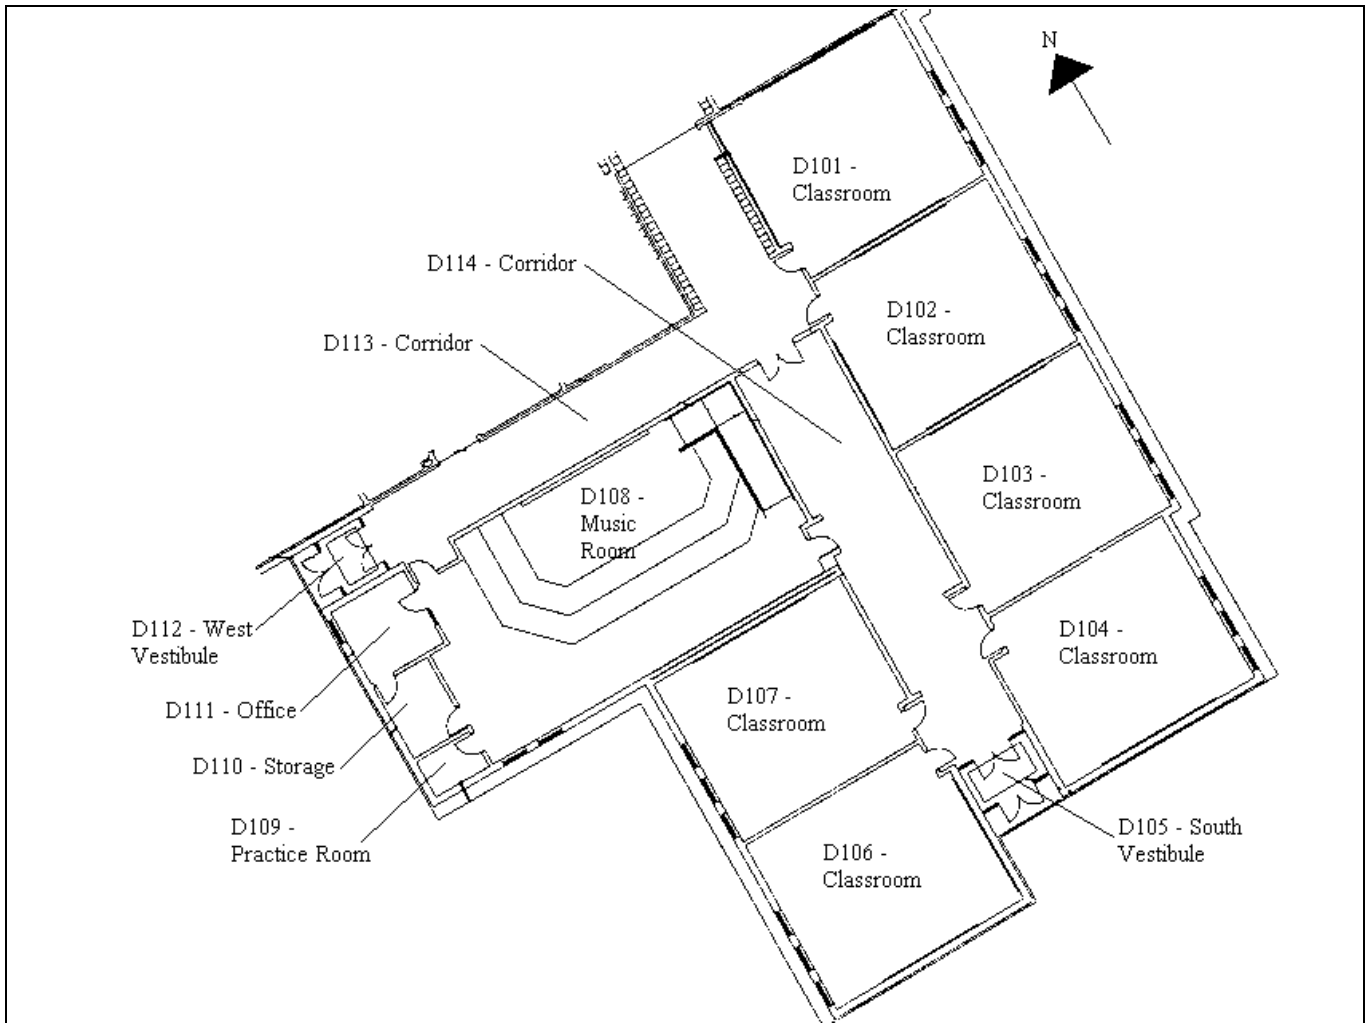 N
D101 -
Classroom
D114 - Corridor
D102 -
Classroom
D113 - Corridor
D103 -
Classroom
D108 -
Music
Room
D112 - West
Vestibule
D104 -
Classroom
D111 - Office
D107 -
Classroom
D110 - Storage
D109 -
Practice Room
D105 - South
Vestibule
D106 -
Classroom